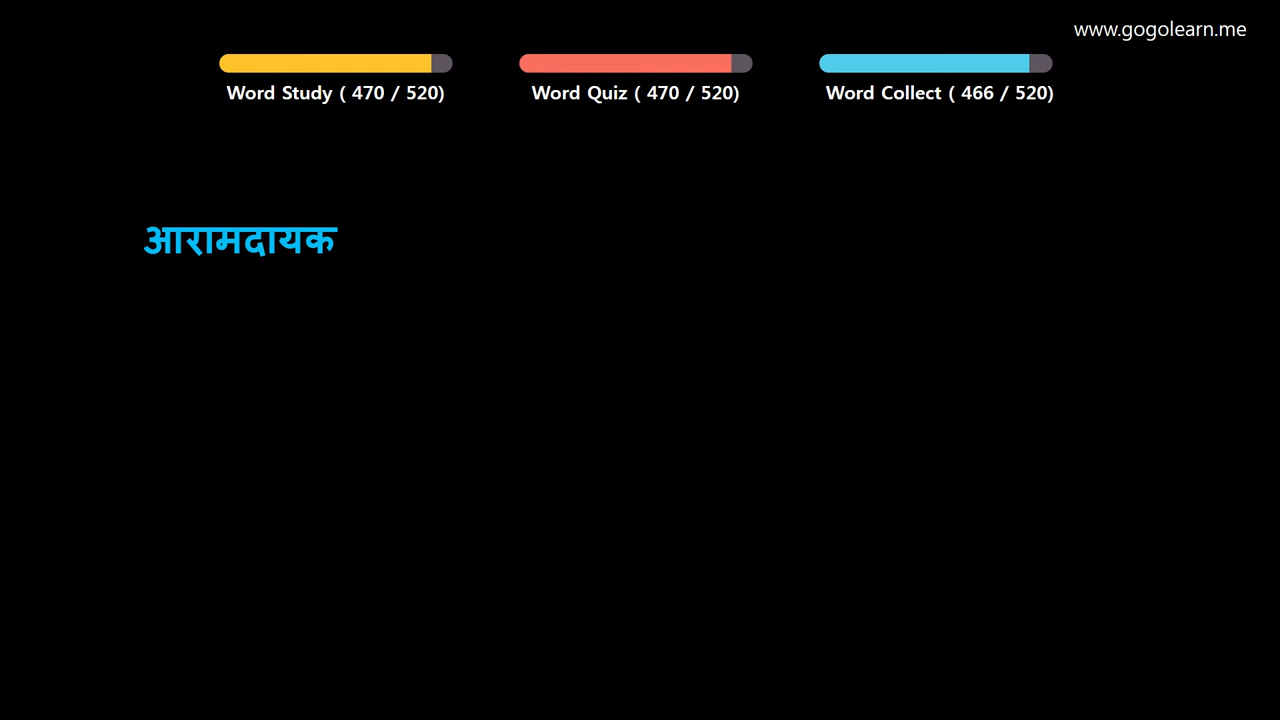 www.gogolearn.me
Word Study ( 470 / 520)
Word Quiz ( 470 / 520)
Word Collect ( 466 / 520)
आरामदायक